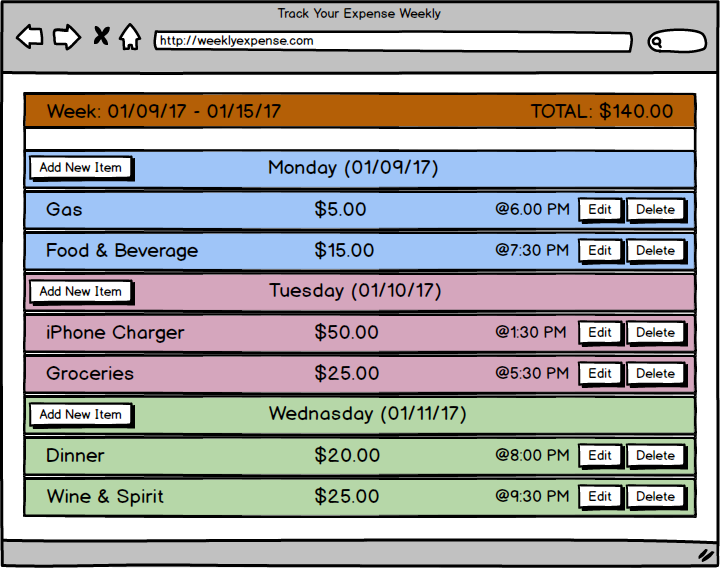 Track Your Expense Weekly
http://weeklyexpense.com
Week: 01/09/17 - 01/15/17 TOTAL: $140.00
Add New Item Monday (01/09/17)
Gas $5.00 @6.00 PM Edit Delete
Food & Beverage $15.00 @7:30 PM Edit Delete
Add New Item Tuesday (01/10/17)
iPhone Charger $50.00 @1:30 PM Edit Delete
Groceries $25.00 @5:30 PM Edit Delete
Add New Item Wednasday (01/11/17)
Dinner $20.00 @8:00 PM Edit Delete
Wine & Spirit $25.00 @9:30 PM Edit Delete